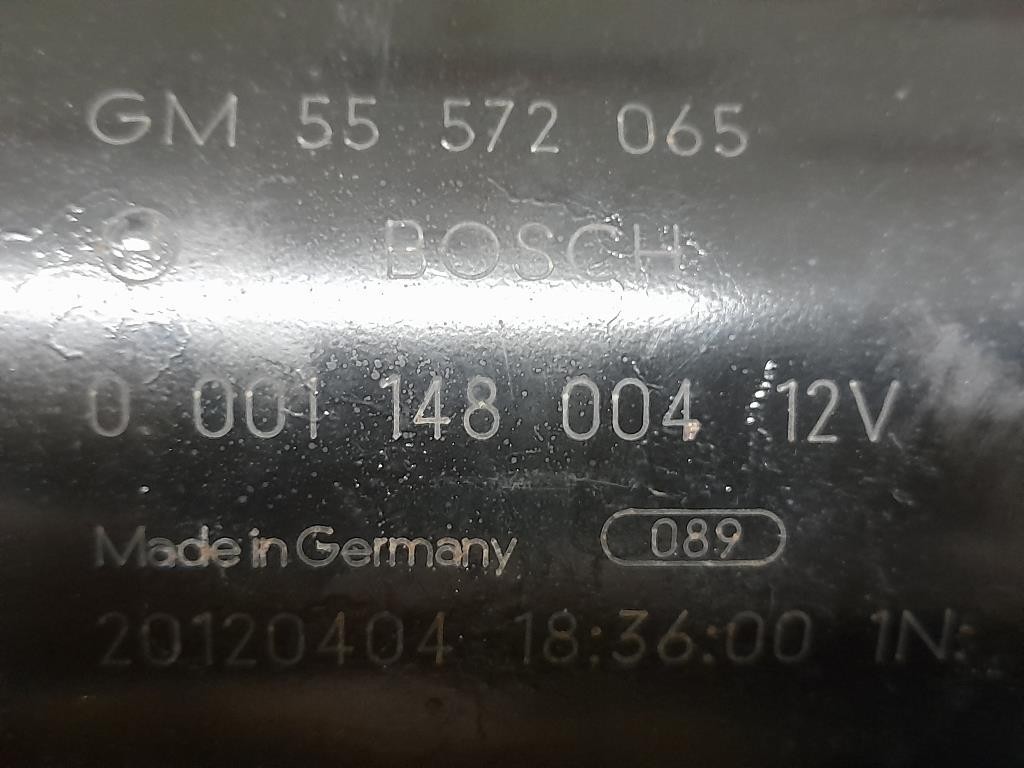 GM 55 572 065
BOSCH
0 001 148 004 12V
Made in Germany 089
20120404 18:36:00 1N: